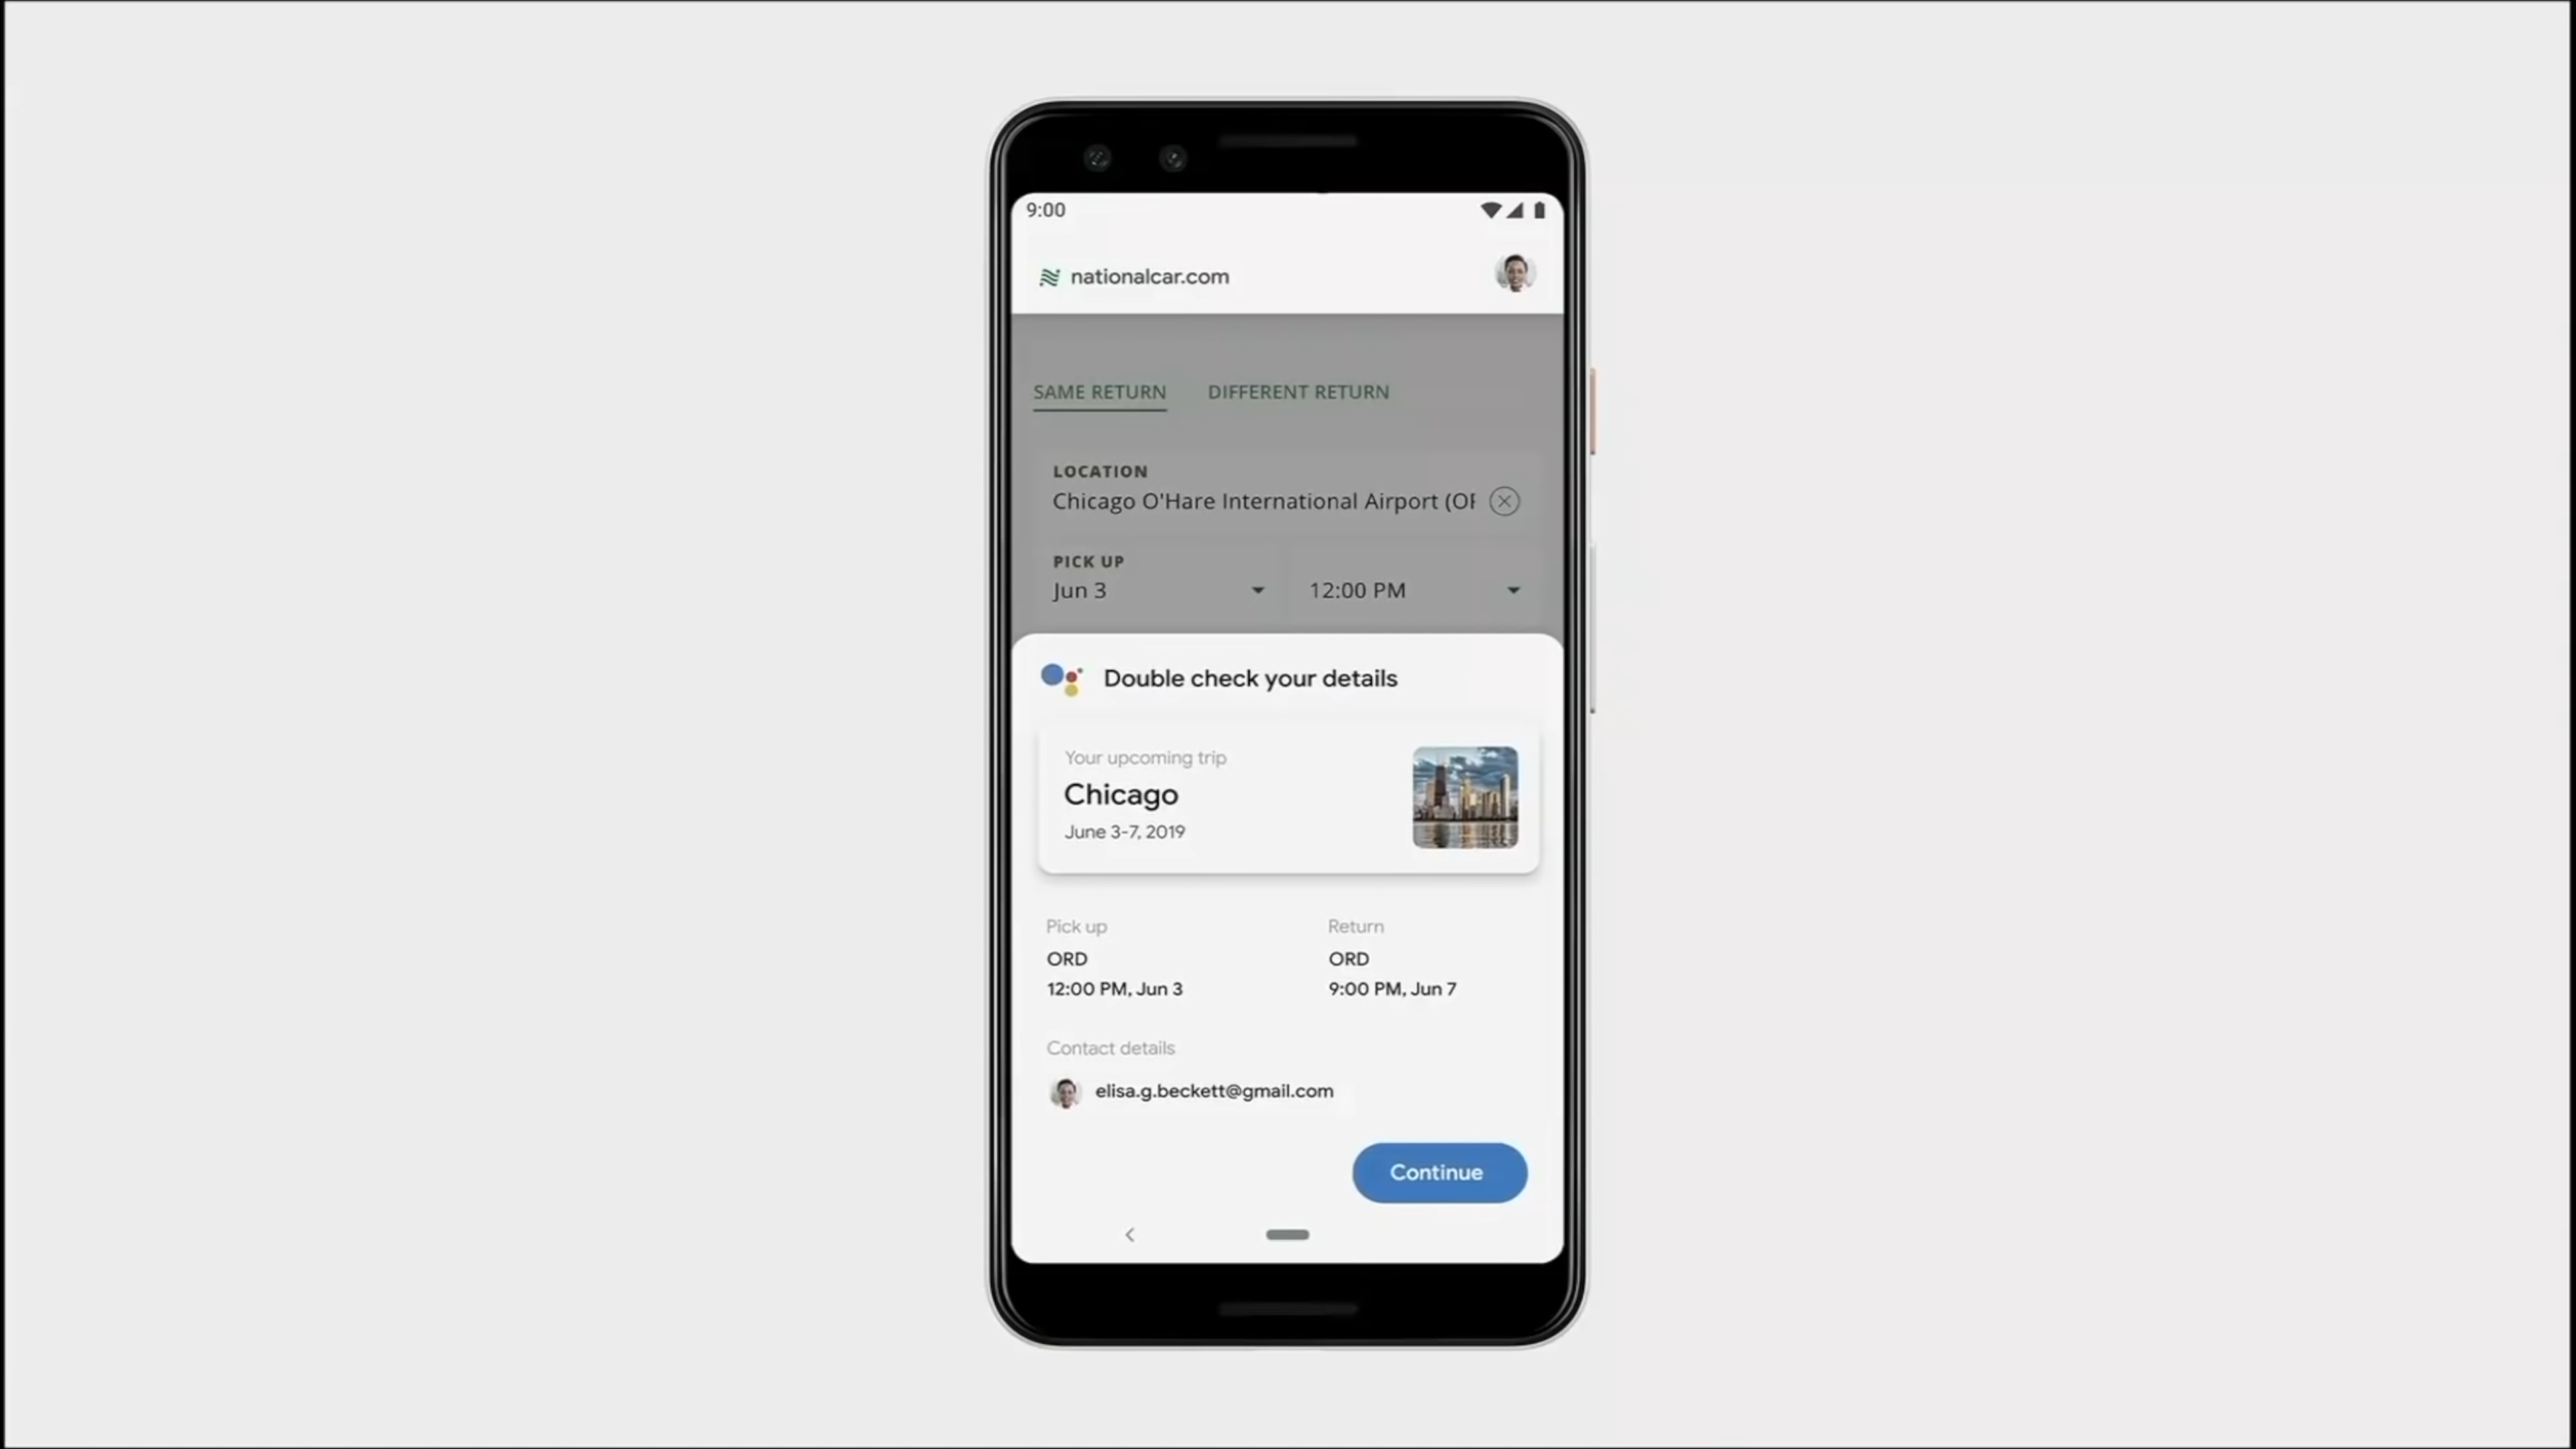 9:00
nationalcar.com
SAME RETURN DIFFERENT RETURN
LOCATION
Chicago O'Hare International Airport (OR
PICK UP
Jun 3 12:00 PM
Double check your details
Your upcoming trip
Chicago
June 3-7, 2019
Pick up Return
ORD ORD
12:00 PM, Jun 3 9:00 PM, Jun 7
Contact details
elisa.g.beckett@gmail.com
Continue